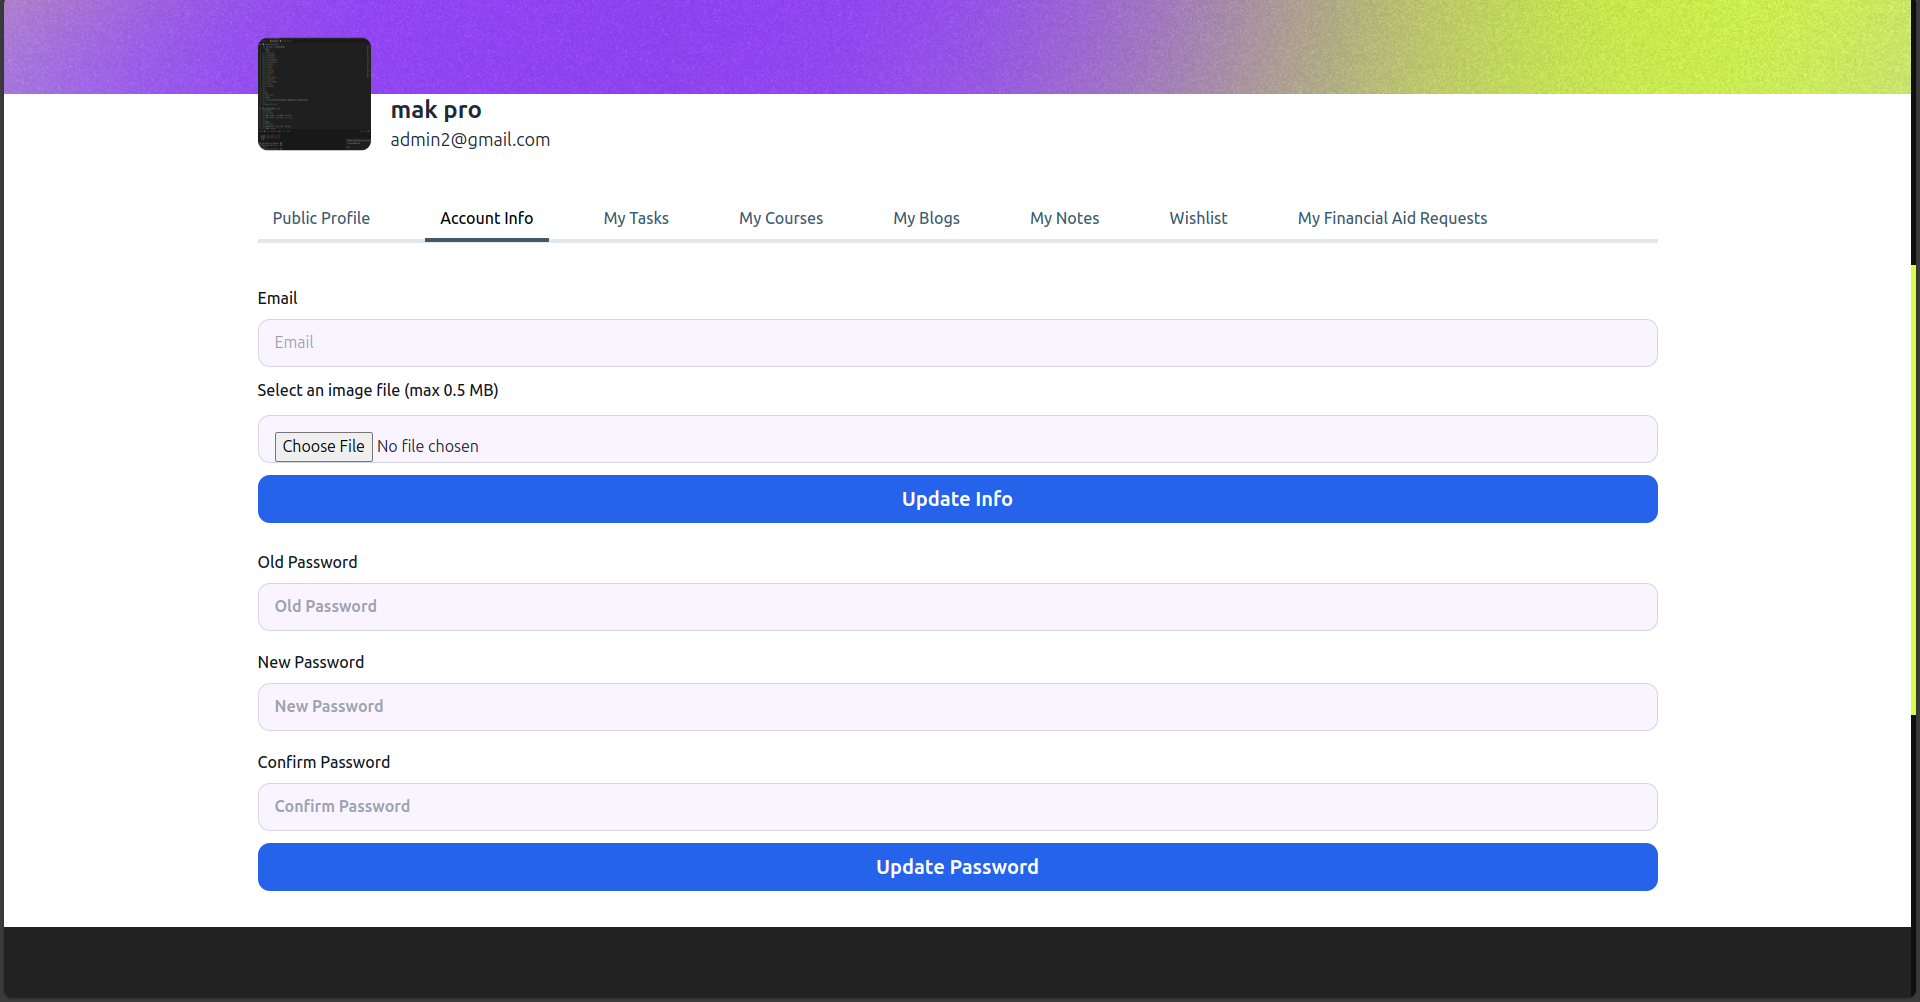 mak pro
admin2@gmail.com
Public Profile Account Info My Tasks My Courses My Blogs My Notes Wishlist My Financial Aid Requests
Email
Email
Select an image file (max 0.5 MB)
Choose File No file chosen
Update Info
Old Password
Old Password
New Password
New Password
Confirm Password
Confirm Password
Update Password